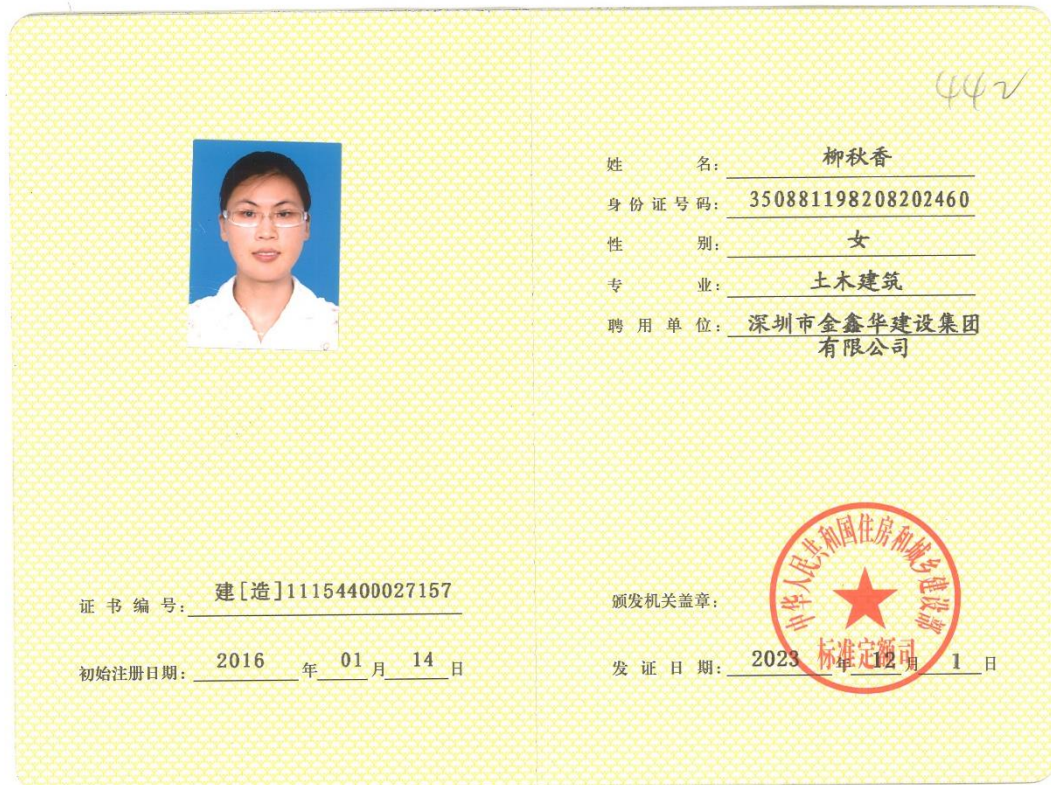 442
姓 名: 柳秋香
身份证号码: 350881198208202460
性 别: 女
专 业: 土木建筑
聘用单位: 深圳市金鑫华建设集团
有限公司
证书编号: 建[造]11154400027157
初始注册日期: 2016 年 01 月 14 日
颁发机关盖章:
中华人民共和国住房和城乡建设部
标准定额司
发证日期: 2023 年 12 月 1 日